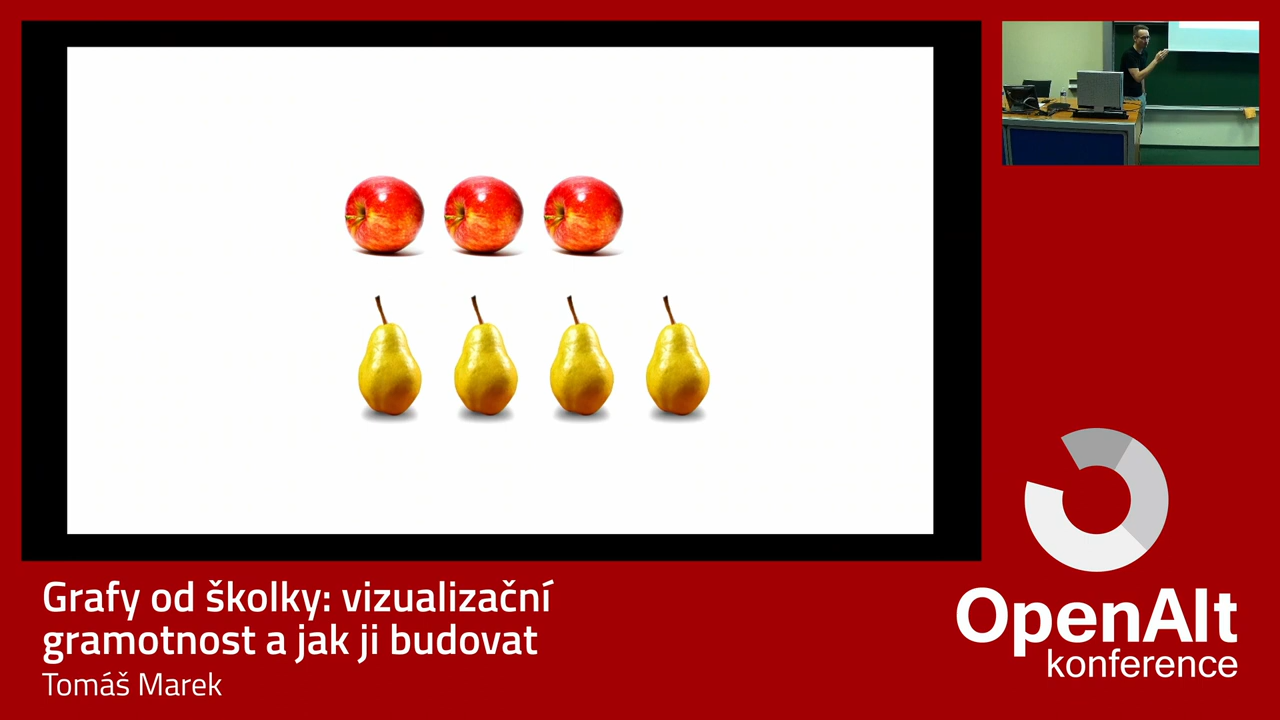 Grafy od školky: vizualizační
gramotnost a jak ji budovat
Tomáš Marek
OpenAlt
konference